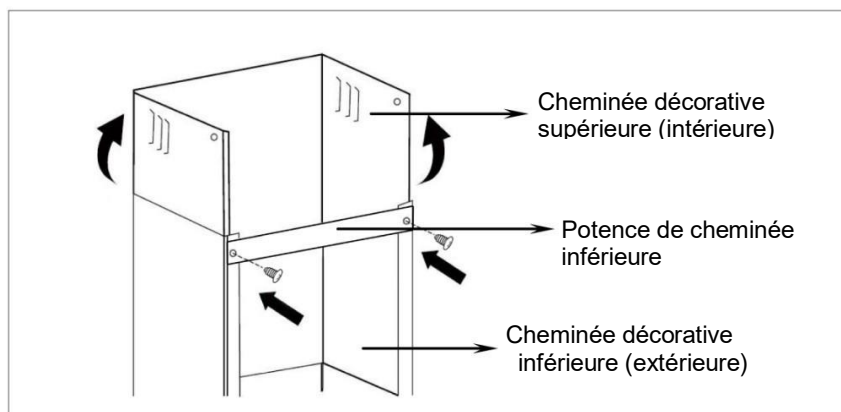 Cheminée décorative
supérieure (intérieure)
Potence de cheminée
inférieure
Cheminée décorative
inférieure (extérieure)